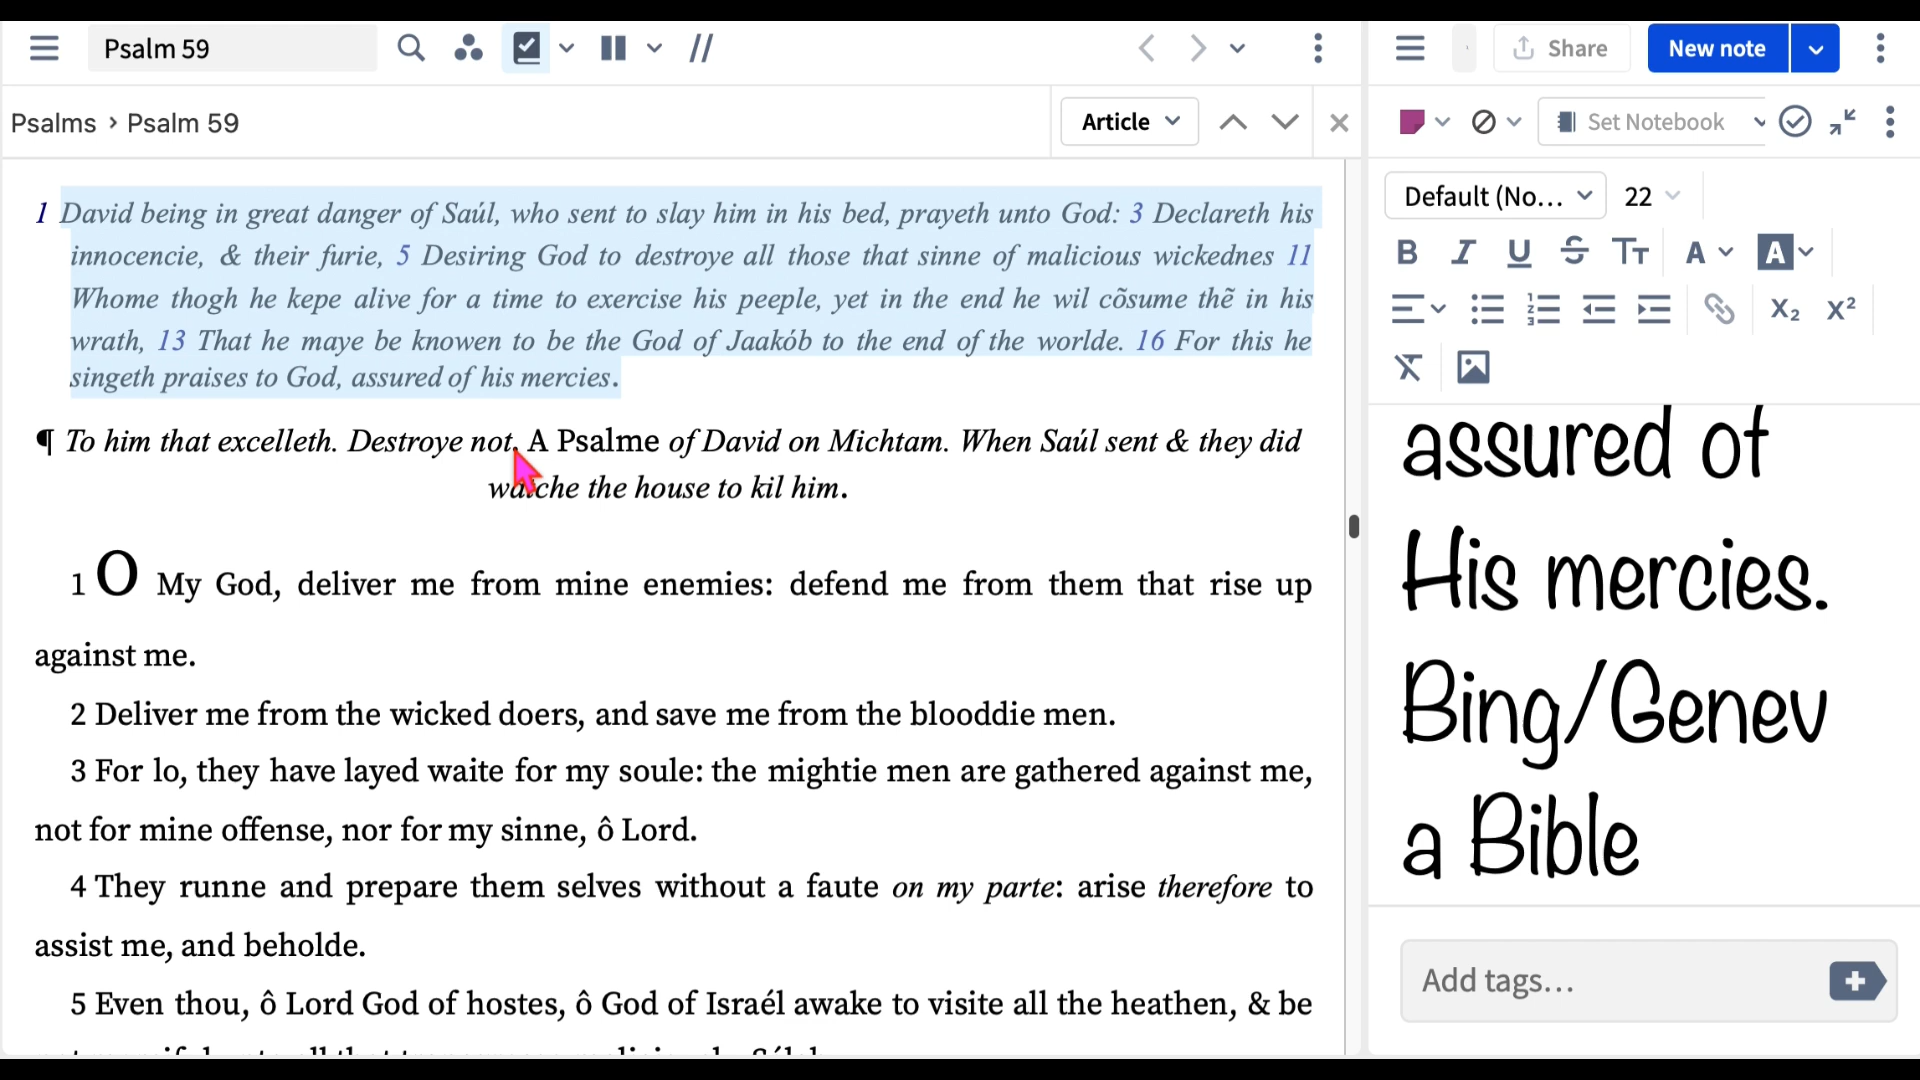 Psalm 59
Share
New note
Psalms › Psalm 59
Article
Set Notebook
1 David being in great danger of Saúl, who sent to slay him in his bed, prayeth unto God: 3 Declareth his
innocencie, & their furie, 5 Desiring God to destroye all those that sinne of malicious wickednes 11
Whome thogh he kepe alive for a time to exercise his peeple, yet in the end he wil cõsume thẽ in his
wrath, 13 That he maye be knowen to be the God of Jaakób to the end of the worlde. 16 For this he
singeth praises to God, assured of his mercies.
¶ To him that excelleth. Destroye not. A Psalme of David on Michtam. When Saúl sent & they did
watche the house to kil him.
1 O My God, deliver me from mine enemies: defend me from them that rise up
against me.
2 Deliver me from the wicked doers, and save me from the blooddie men.
3 For lo, they have layed waite for my soule: the mightie men are gathered against me,
not for mine offense, nor for my sinne, ô Lord.
4 They runne and prepare them selves without a faute on my parte: arise therefore to
assist me, and beholde.
5 Even thou, ô Lord God of hostes, ô God of Israél awake to visite all the heathen, & be
Default (No... 22
assured of
His mercies.
Bing/Genev
a Bible
Add tags...